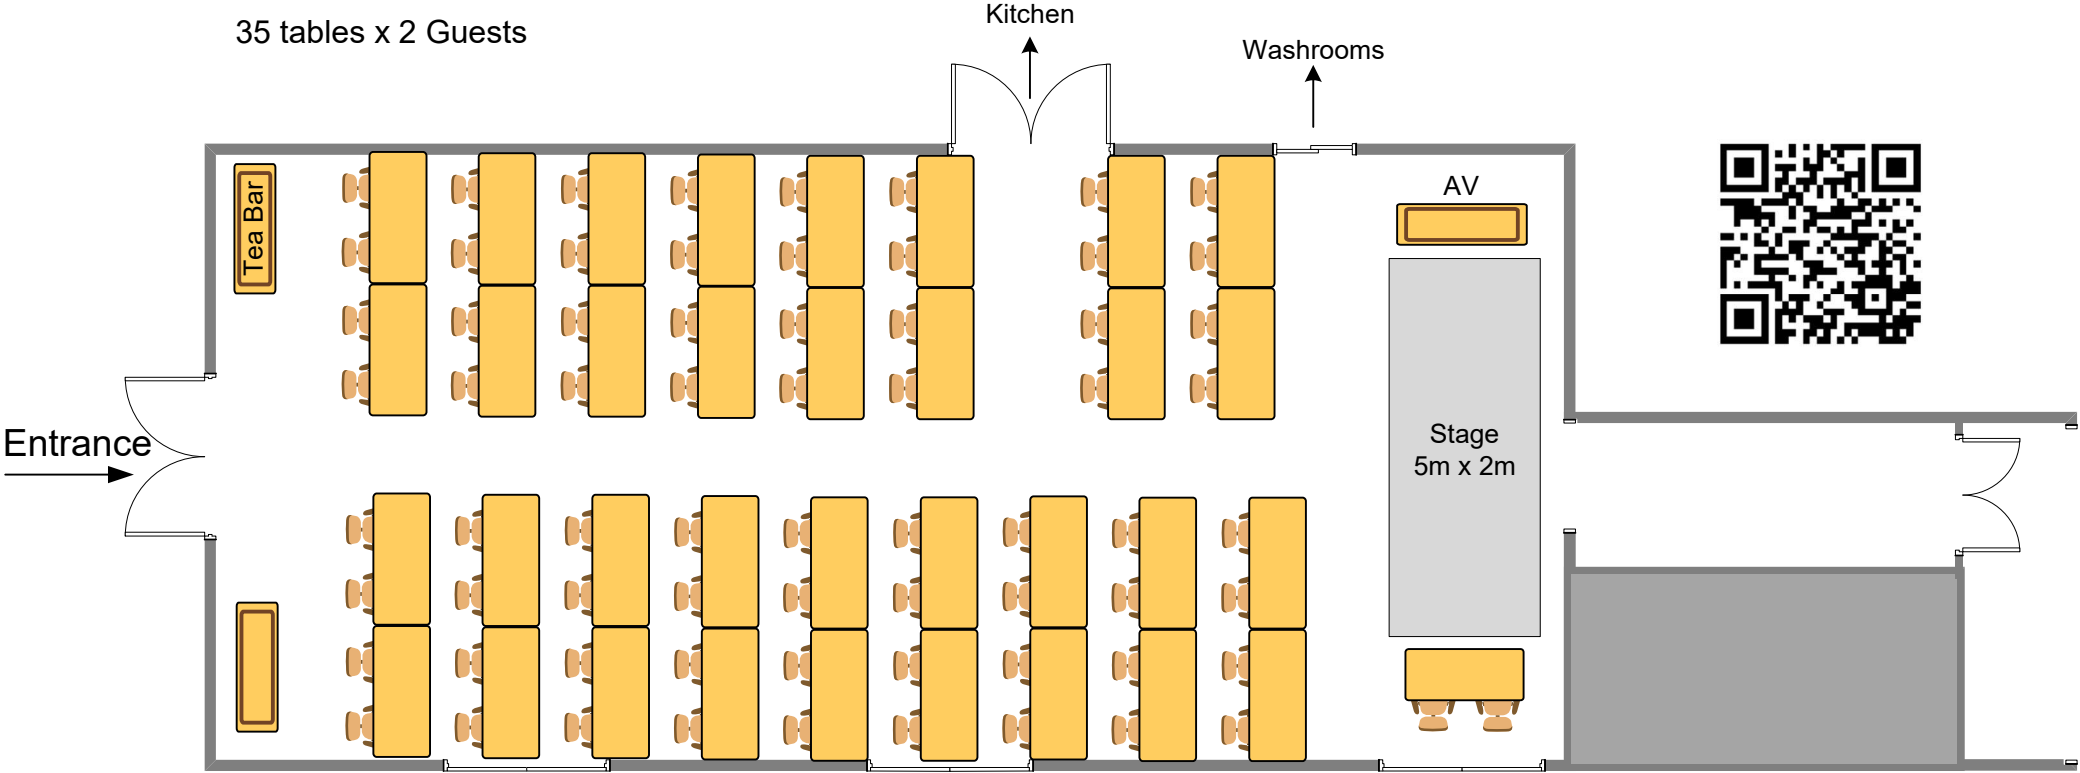 35 tables x 2 Guests
Kitchen
Washrooms
Tea Bar
AV
Entrance
Stage
5m x 2m